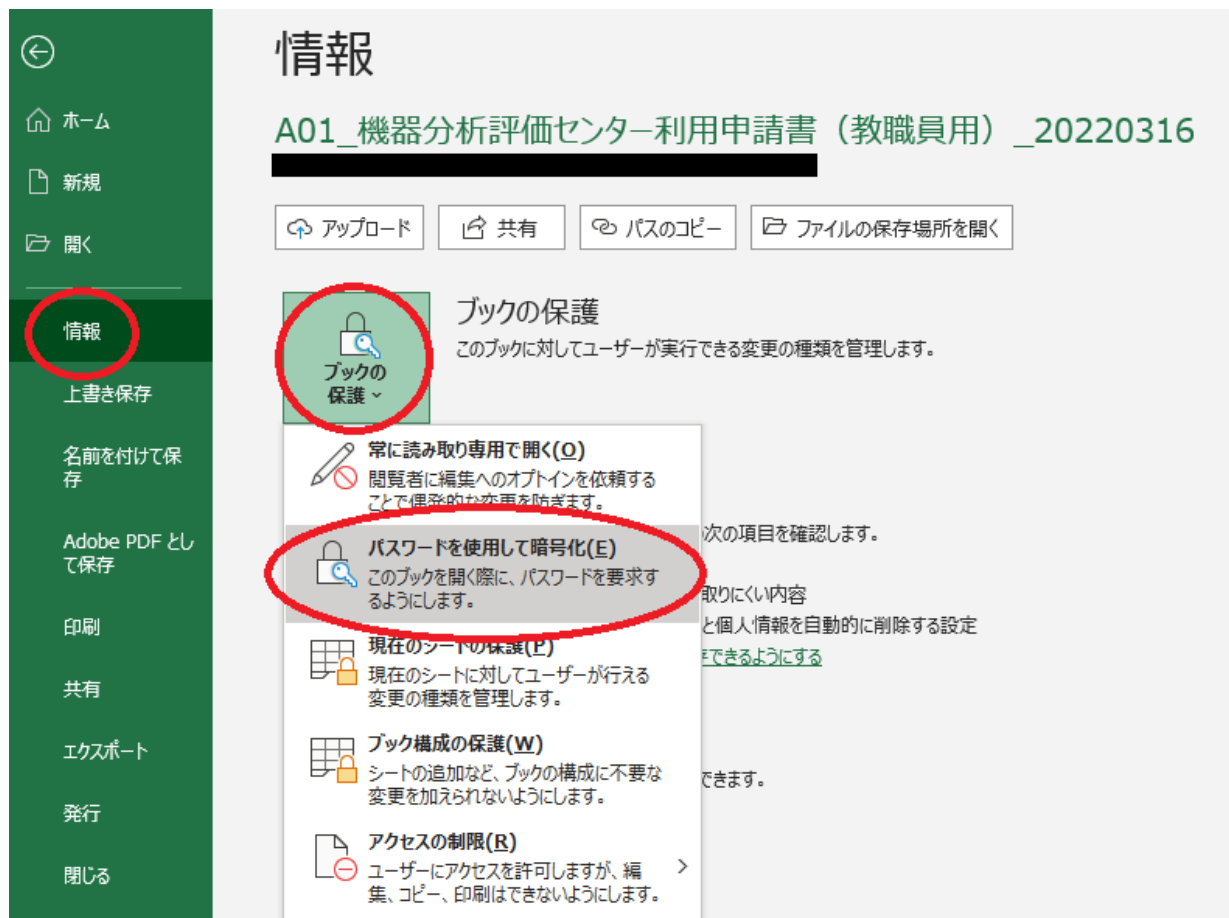 情報
A01_機器分析評価センター利用申請書（教職員用）_20220316
ホーム
新規
開く
情報
上書き保存
名前を付けて保
存
Adobe PDF とし
て保存
印刷
共有
エクスポート
発行
閉じる
アップロード
共有
パスのコピー
ファイルの保存場所を開く
ブックの
保護
ブックの保護
このブックに対してユーザーが実行できる変更の種類を管理します。
常に読み取り専用で開く(O)
閲覧者に編集へのオプトインを依頼する
ことで偶発的な変更を防ぎます。
パスワードを使用して暗号化(E)
このブックを開く際に、パスワードを要求す
るようにします。
現在のシートの保護(P)
現在のシートに対してユーザーが行える
変更の種類を管理します。
ブック構成の保護(W)
シートの追加など、ブックの構成に不要な
変更を加えられないようにします。
アクセスの制限(R)
ユーザーにアクセスを許可しますが、編
集、コピー、印刷はできないようにします。
次の項目を確認します。
取りにくい内容
と個人情報を自動的に削除する設定
できるようにする
できます。